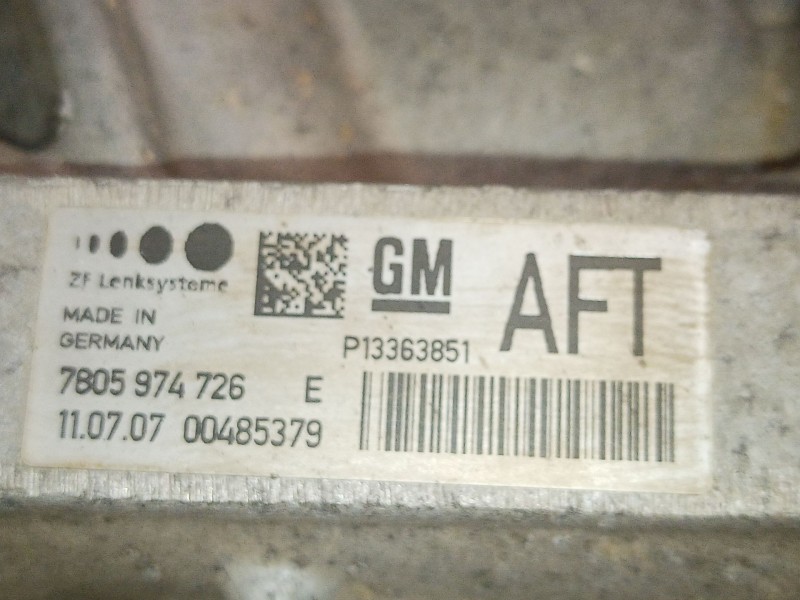 ZF Lenksysteme
MADE IN
GERMANY
GM
AFT
P13363851
7805 974 726 E
11.07.07 00485379